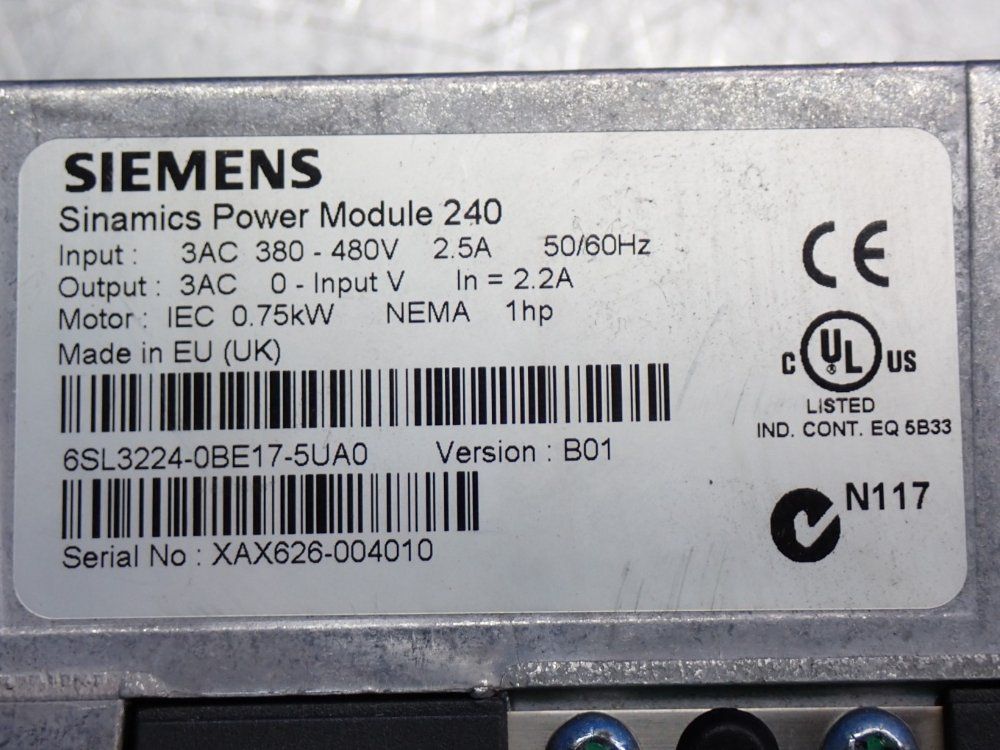 SIEMENS
Sinamics Power Module 240
Input : 3AC 380 - 480V 2.5A 50/60Hz
Output : 3AC 0 - Input V In = 2.2A
Motor : IEC 0.75kW NEMA 1hp
Made in EU (UK)
6SL3224-0BE17-5UA0 Version : B01
Serial No : XAX626-004010
CE
C UL ® US
LISTED
IND. CONT. EQ 5B33
N117